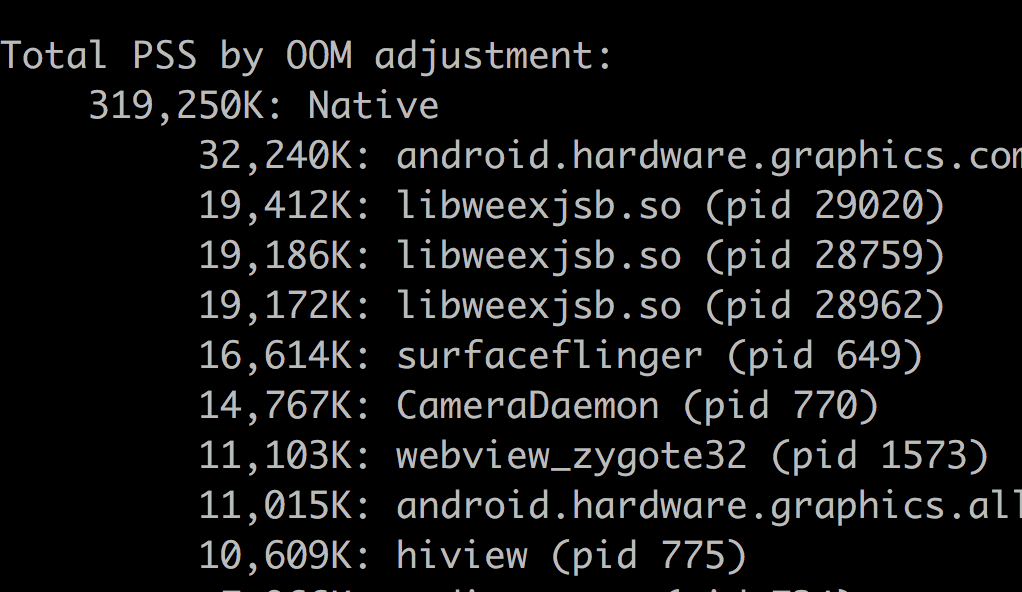 Total PSS by OOM adjustment:
319,250K: Native
32,240K: android.hardware.graphics.com
19,412K: libweexjsb.so (pid 29020)
19,186K: libweexjsb.so (pid 28759)
19,172K: libweexjsb.so (pid 28962)
16,614K: surfaceflinger (pid 649)
14,767K: CameraDaemon (pid 770)
11,103K: webview_zygote32 (pid 1573)
11,015K: android.hardware.graphics.all
10,609K: hiview (pid 775)